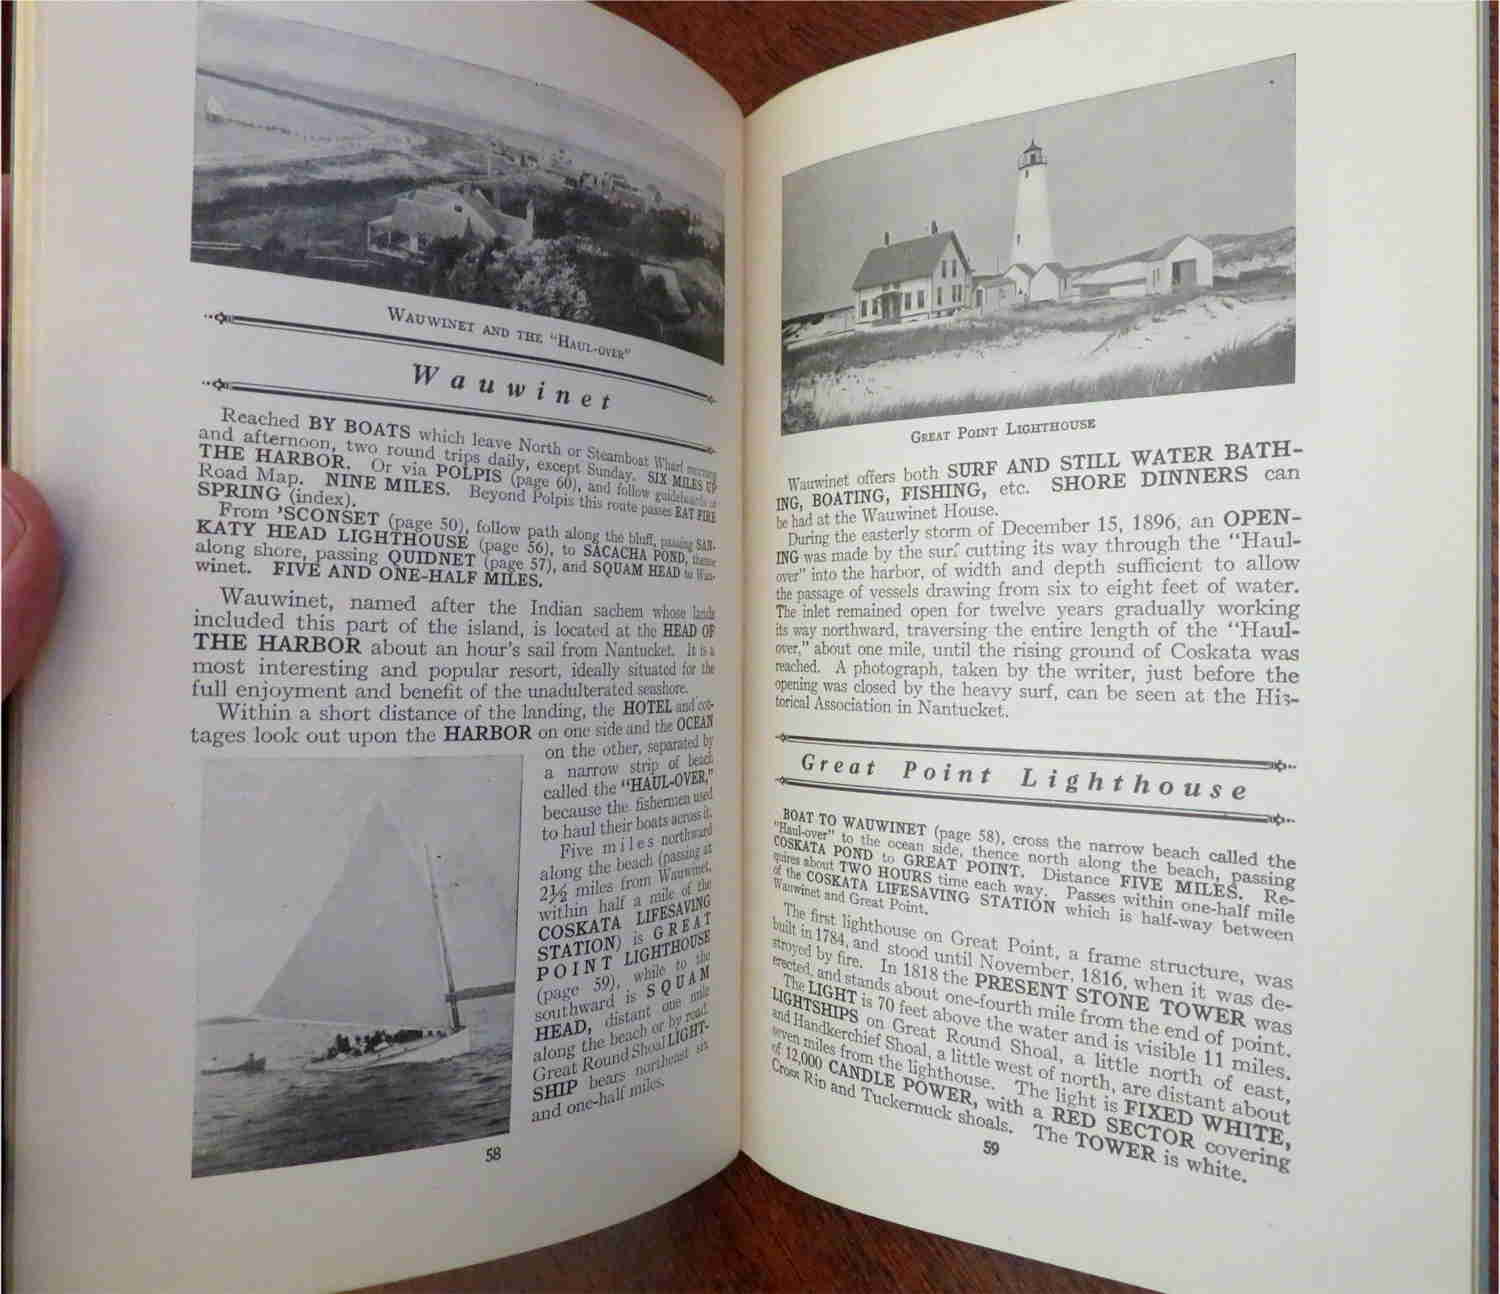 WAUWINET AND THE "HAUL-OVER"
Wauwinet
Reached BY BOATS which leave North or Steamboat Wharf morning
and afternoon, two round trips daily, except Sunday. SIX MILES UP
THE HARBOR. Or via POLPIS (page 60), and follow guideboards or
Road Map. NINE MILES. Beyond Polpis this route passes EAT FIRE
SPRING (index).
From 'SCONSET (page 50), follow path along the bluff, passing SAN-
KATY HEAD LIGHTHOUSE (page 56), to SACACHA POND, thence
along shore, passing QUIDNET (page 57), and SQUAM HEAD to Wau-
winet. FIVE AND ONE-HALF MILES.
Wauwinet, named after the Indian sachem whose lands
included this part of the island, is located at the HEAD OF
THE HARBOR about an hour's sail from Nantucket. It is a
most interesting and popular resort, ideally situated for the
full enjoyment and benefit of the unadulterated seashore.
Within a short distance of the landing, the HOTEL and cot-
tages look out upon the HARBOR on one side and the OCEAN
on the other, separated by
a narrow strip of beach
called the "HAUL-OVER,"
because the fishermen used
to haul their boats across it.
Five miles northward
along the beach (passing at
2½ miles from Wauwinet,
within half a mile of the
COSKATA LIFESAVING
STATION) is GREAT
POINT LIGHTHOUSE
(page 59), while to the
southward is SQUAM
HEAD, distant one mile
along the beach or by road.
Great Round Shoal LIGHT-
SHIP bears northeast six
and one-half miles.
58
GREAT POINT LIGHTHOUSE
Wauwinet offers both SURF AND STILL WATER BATH-
ING, BOATING, FISHING, etc. SHORE DINNERS can
be had at the Wauwinet House.
During the easterly storm of December 15, 1896, an OPEN-
ING was made by the surf cutting its way through the "Haul-
over" into the harbor, of width and depth sufficient to allow
the passage of vessels drawing from six to eight feet of water.
The inlet remained open for twelve years gradually working
its way northward, traversing the entire length of the "Haul-
over," about one mile, until the rising ground of Coskata was
reached. A photograph, taken by the writer, just before the
opening was closed by the heavy surf, can be seen at the His-
torical Association in Nantucket.
Great Point Lighthouse
BOAT TO WAUWINET (page 58), cross the narrow beach called the
"Haul-over" to the ocean side, thence north along the beach, passing
COSKATA POND to GREAT POINT. Distance FIVE MILES. Re-
quires about TWO HOURS time each way. Passes within one-half mile
of the COSKATA LIFESAVING STATION which is half-way between
Wauwinet and Great Point.
The first lighthouse on Great Point, a frame structure, was
built in 1784, and stood until November, 1816, when it was de-
stroyed by fire. In 1818 the PRESENT STONE TOWER was
erected, and stands about one-fourth mile from the end of point.
The LIGHT is 70 feet above the water and is visible 11 miles.
LIGHTSHIPS on Great Round Shoal, a little north of east,
and Handkerchief Shoal, a little west of north, are distant about
seven miles from the lighthouse. The light is FIXED WHITE,
of 12,000 CANDLE POWER, with a RED SECTOR covering
Cross Rip and Tuckernuck shoals. The TOWER is white.
59